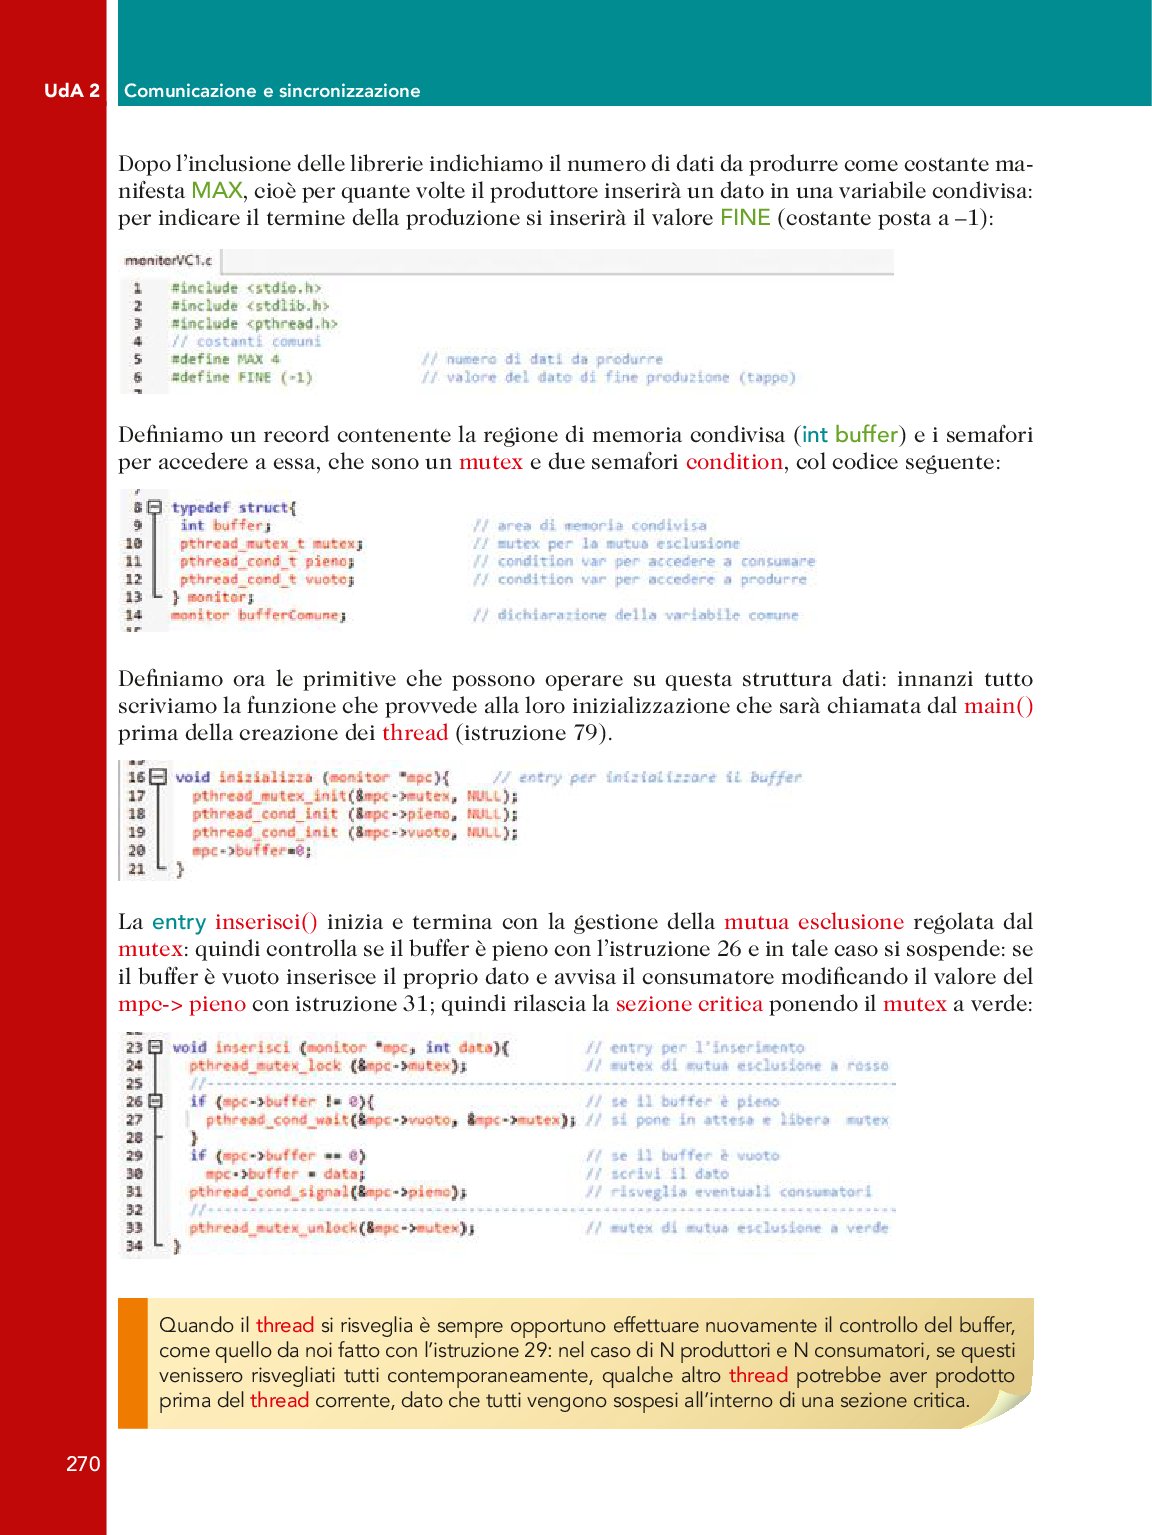 UdA 2 Comunicazione e sincronizzazione
Dopo l'inclusione delle librerie indichiamo il numero di dati da produrre come costante ma-
nifesta MAX, cioè per quante volte il produttore inserirà un dato in una variabile condivisa:
per indicare il termine della produzione si inserirà il valore FINE (costante posta a –1):
monitorVC1.c
1 #include <stdio.h>
2 #include <stdlib.h>
3 #include <pthread.h>
4 // costanti comuni
5 #define MAX 4 // numero di dati da produrre
6 #define FINE (-1) // valore del dato di fine produzione (tappo)
Definiamo un record contenente la regione di memoria condivisa (int buffer) e i semafori
per accedere a essa, che sono un mutex e due semafori condition, col codice seguente:
8 typedef struct{
9 int buffer; // area di memoria condivisa
10 pthread_mutex_t mutex; // mutex per la mutua esclusione
11 pthread_cond_t pieno; // condition var per accedere a consumare
12 pthread_cond_t vuoto; // condition var per accedere a produrre
13 } monitor;
14 monitor bufferComune; // dichiarazione della variabile comune
Definiamo ora le primitive che possono operare su questa struttura dati: innanzi tutto
scriviamo la funzione che provvede alla loro inizializzazione che sarà chiamata dal main()
prima della creazione dei thread (istruzione 79).
16 void inizializza (monitor *mpc){ // entry per inizializzare il buffer
17 pthread_mutex_init(&mpc->mutex, NULL);
18 pthread_cond_init (&mpc->pieno, NULL);
19 pthread_cond_init (&mpc->vuoto, NULL);
20 mpc->buffer=0;
21 }
La entry inserisci() inizia e termina con la gestione della mutua esclusione regolata dal
mutex: quindi controlla se il buffer è pieno con l'istruzione 26 e in tale caso si sospende: se
il buffer è vuoto inserisce il proprio dato e avvisa il consumatore modificando il valore del
mpc-> pieno con istruzione 31; quindi rilascia la sezione critica ponendo il mutex a verde:
23 void inserisci (monitor *mpc, int data){ // entry per l'inserimento
24 pthread_mutex_lock (&mpc->mutex); // mutex di mutua esclusione a rosso
25 //----------------------------------------------------------------
26 if (mpc->buffer != 0){ // se il buffer è pieno
27 pthread_cond_wait(&mpc->vuoto, &mpc->mutex); // si pone in attesa e libera mutex
28 }
29 if (mpc->buffer == 0) // se il buffer è vuoto
30 mpc->buffer = data; // scrivi il dato
31 pthread_cond_signal(&mpc->pieno); // risveglia eventuali consumatori
32 //----------------------------------------------------------------
33 pthread_mutex_unlock(&mpc->mutex); // mutex di mutua esclusione a verde
34 }
Quando il thread si risveglia è sempre opportuno effettuare nuovamente il controllo del buffer,
come quello da noi fatto con l'istruzione 29: nel caso di N produttori e N consumatori, se questi
venissero risvegliati tutti contemporaneamente, qualche altro thread potrebbe aver prodotto
prima del thread corrente, dato che tutti vengono sospesi all'interno di una sezione critica.
270